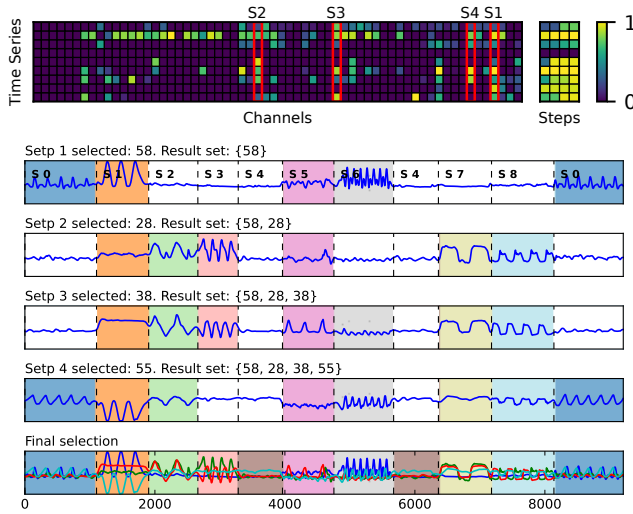 S2 S3 S4 S1
Time Series
1
0
Channels
Steps
Setp 1 selected: 58. Result set: {58}
S 0 S 1 S 2 S 3 S 4 S 5 S 6 S 4 S 7 S 8 S 0
Setp 2 selected: 28. Result set: {58, 28}
Setp 3 selected: 38. Result set: {58, 28, 38}
Setp 4 selected: 55. Result set: {58, 28, 38, 55}
Final selection
0 2000 4000 6000 8000